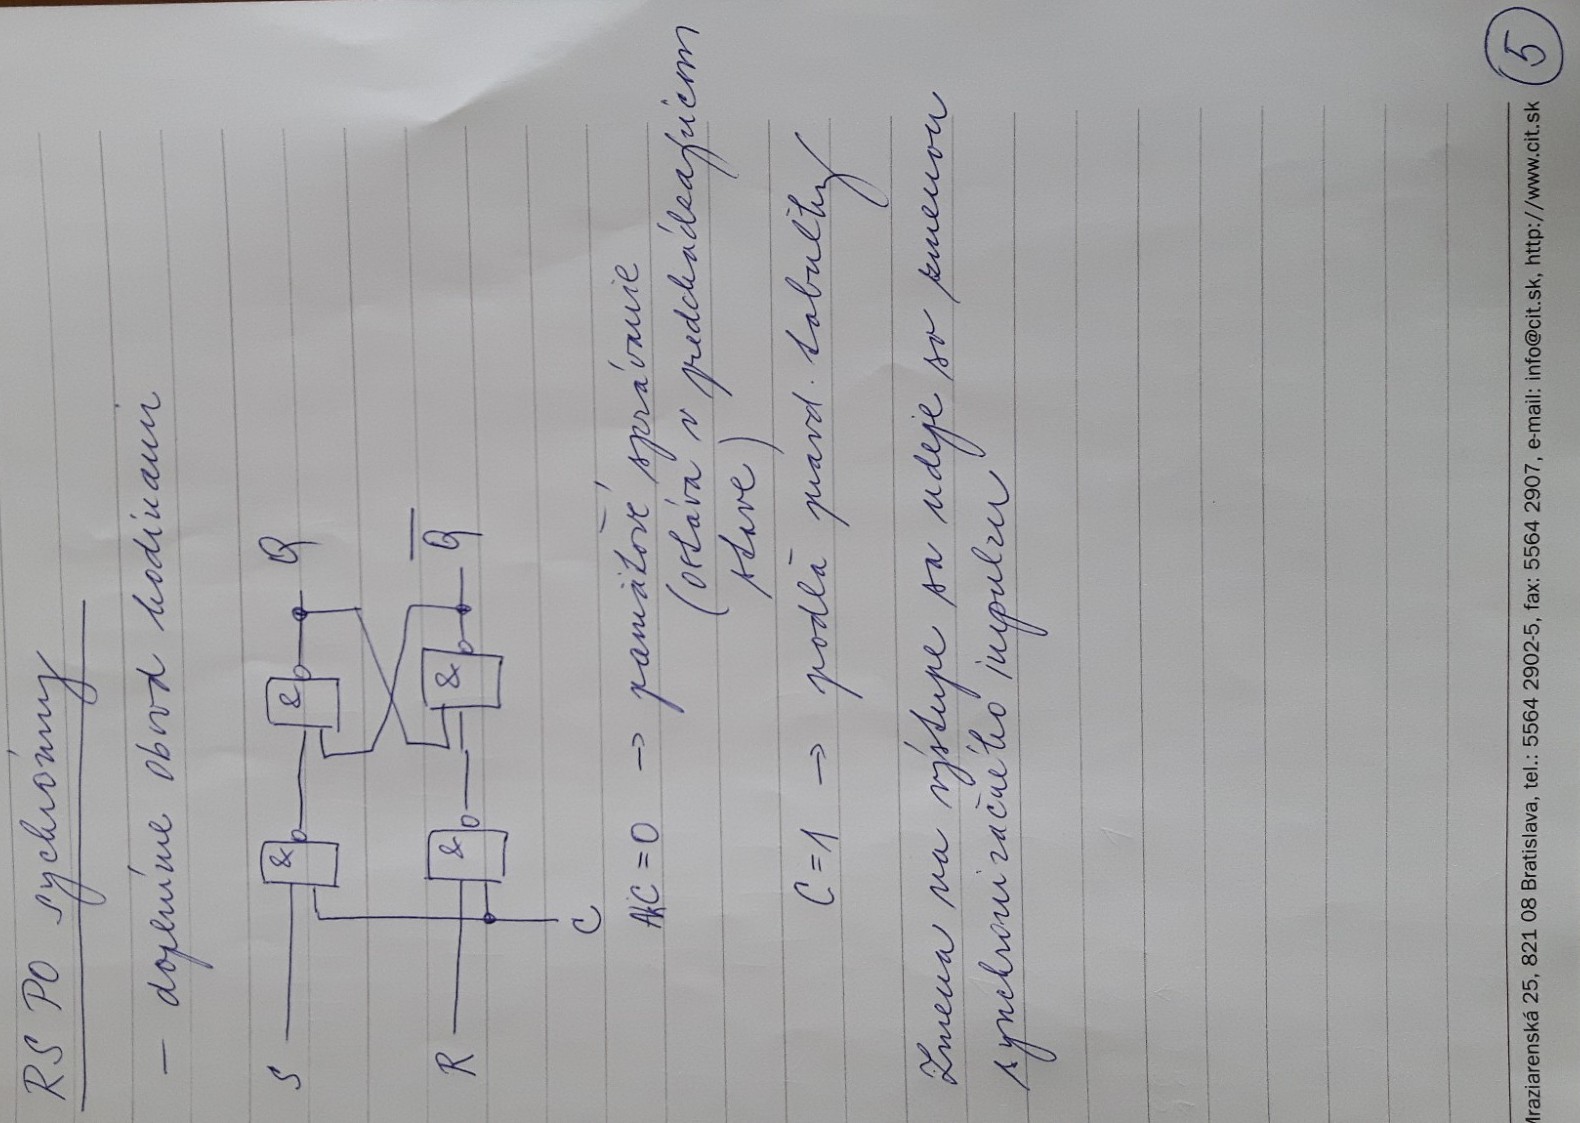 RS PO sychrónny
— doplníme obvod hodinami
S & & Q
R & & Q̅
C
Ak C = 0 → pamäťové správanie
(ostáva v predchádzajúcom
stave)
C = 1 → podľa pravd. tabuľky
Zmena na výstupe sa udeje so zmenou
synchronizačného impulzu
Mraziarenská 25, 821 08 Bratislava, tel.: 5564 2902-5, fax: 5564 2907, e-mail: info@cit.sk, http://www.cit.sk
5